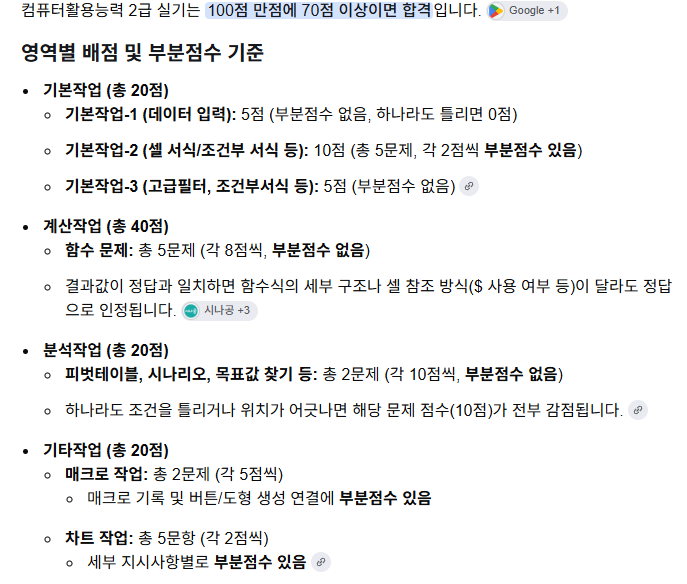 컴퓨터활용능력 2급 실기는 100점 만점에 70점 이상이면 합격입니다. Google +1
영역별 배점 및 부분점수 기준
• 기본작업 (총 20점)
◦ 기본작업-1 (데이터 입력): 5점 (부분점수 없음, 하나라도 틀리면 0점)
◦ 기본작업-2 (셀 서식/조건부 서식 등): 10점 (총 5문제, 각 2점씩 부분점수 있음)
◦ 기본작업-3 (고급필터, 조건부서식 등): 5점 (부분점수 없음)
• 계산작업 (총 40점)
◦ 함수 문제: 총 5문제 (각 8점씩, 부분점수 없음)
◦ 결과값이 정답과 일치하면 함수식의 세부 구조나 셀 참조 방식($ 사용 여부 등)이 달라도 정답
으로 인정됩니다. 시나공 +3
• 분석작업 (총 20점)
◦ 피벗테이블, 시나리오, 목표값 찾기 등: 총 2문제 (각 10점씩, 부분점수 없음)
◦ 하나라도 조건을 틀리거나 위치가 어긋나면 해당 문제 점수(10점)가 전부 감점됩니다.
• 기타작업 (총 20점)
◦ 매크로 작업: 총 2문제 (각 5점씩)
▪ 매크로 기록 및 버튼/도형 생성 연결에 부분점수 있음
◦ 차트 작업: 총 5문항 (각 2점씩)
▪ 세부 지시사항별로 부분점수 있음